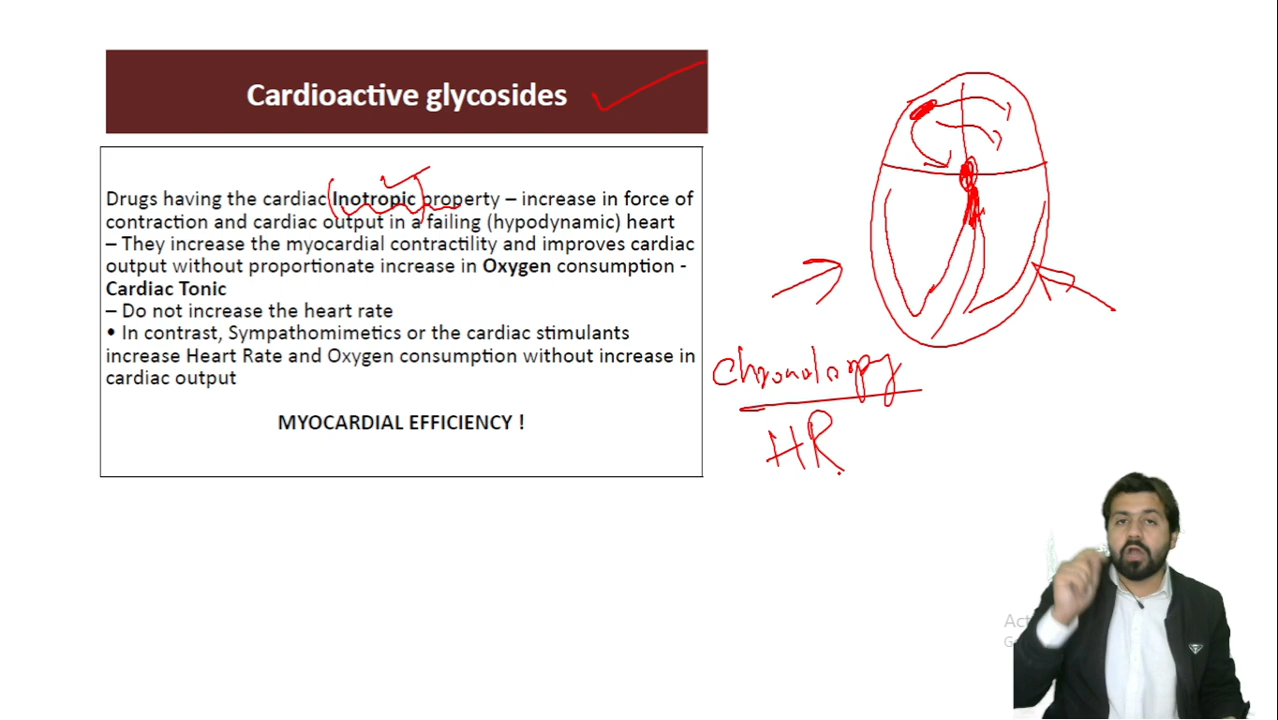 Cardioactive glycosides
Drugs having the cardiac Inotropic property – increase in force of
contraction and cardiac output in a failing (hypodynamic) heart
– They increase the myocardial contractility and improves cardiac
output without proportionate increase in Oxygen consumption -
Cardiac Tonic
– Do not increase the heart rate
• In contrast, Sympathomimetics or the cardiac stimulants
increase Heart Rate and Oxygen consumption without increase in
cardiac output
MYOCARDIAL EFFICIENCY !
HR